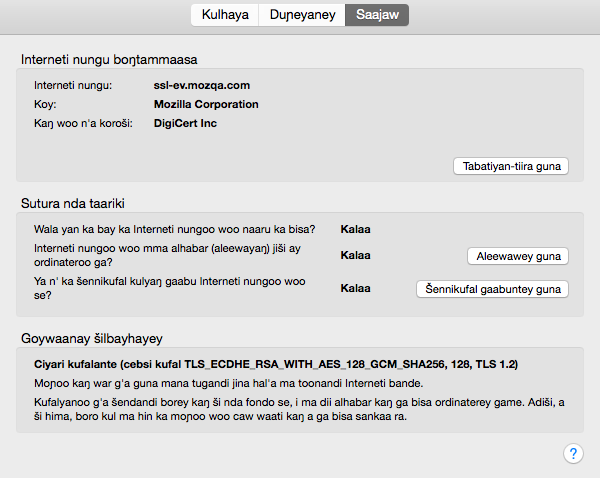 Kulhaya
Duŋeyaney
Saajaw
Interneti nungu boŋtammaasa
Interneti nungu: ssl-ev.mozqa.com
Koy: Mozilla Corporation
Kaŋ woo n'a koroši: DigiCert Inc
Tabatiyan-tiira guna
Sutura nda taariki
Wala yan ka bay ka Interneti nungoo woo naaru ka bisa? Kalaa
Interneti nungoo woo mma alhabar (aleewayaŋ) jiši ay
ordinateroo ga? Kalaa Aleewawey guna
Ya n' ka šennikufal kulyaŋ gaabu Interneti nungoo woo
se? Kalaa Šennikufal gaabuntey guna
Goywaanay šilbayhayey
Ciyari kufalante (cebsi kufal TLS_ECDHE_RSA_WITH_AES_128_GCM_SHA256, 128, TLS 1.2)
Moɲoo kaŋ war g'a guna mana tugandi jina hal'a ma toonandi Interneti bande.
Kufalyanoo g'a šendandi borey kaŋ ši nda fondo se, i ma dii alhabar kaŋ ga bisa ordinaterey game. Adiši, a
ši hima, boro kul ma hin ka moɲoo woo caw waati kaŋ a ga bisa sankaa ra.
?